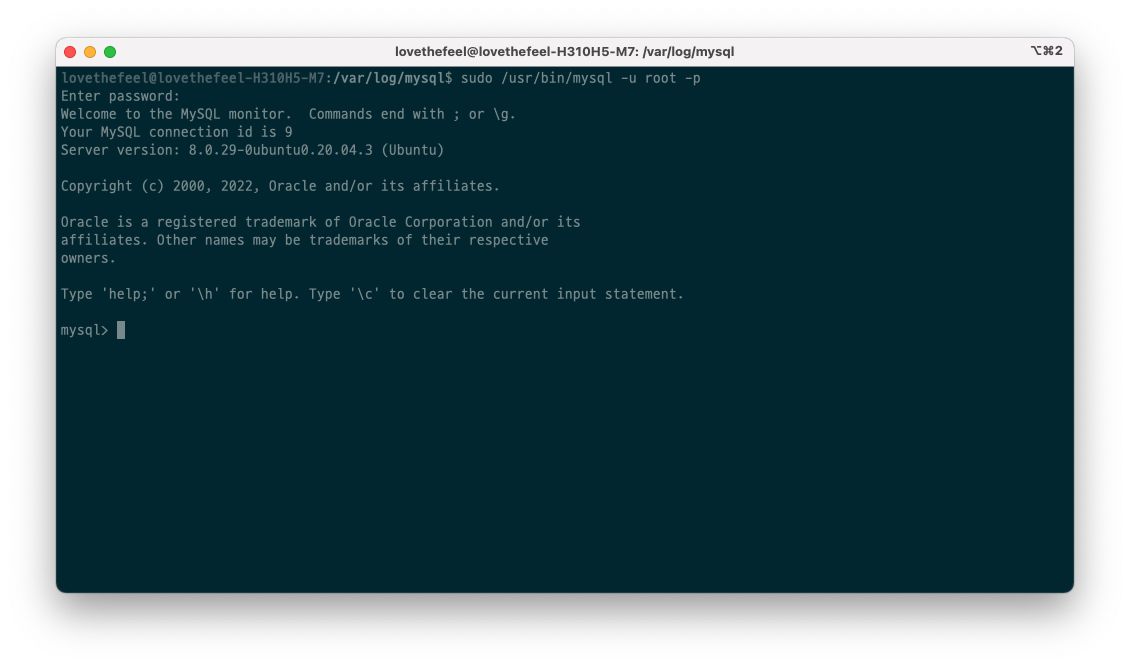 lovethefeel@lovethefeel-H310H5-M7: /var/log/mysql
⌥⌘2
lovethefeel@lovethefeel-H310H5-M7:/var/log/mysql$ sudo /usr/bin/mysql -u root -p
Enter password:
Welcome to the MySQL monitor.  Commands end with ; or \g.
Your MySQL connection id is 9
Server version: 8.0.29-0ubuntu0.20.04.3 (Ubuntu)
Copyright (c) 2000, 2022, Oracle and/or its affiliates.
Oracle is a registered trademark of Oracle Corporation and/or its
affiliates. Other names may be trademarks of their respective
owners.
Type 'help;' or '\h' for help. Type '\c' to clear the current input statement.
mysql>